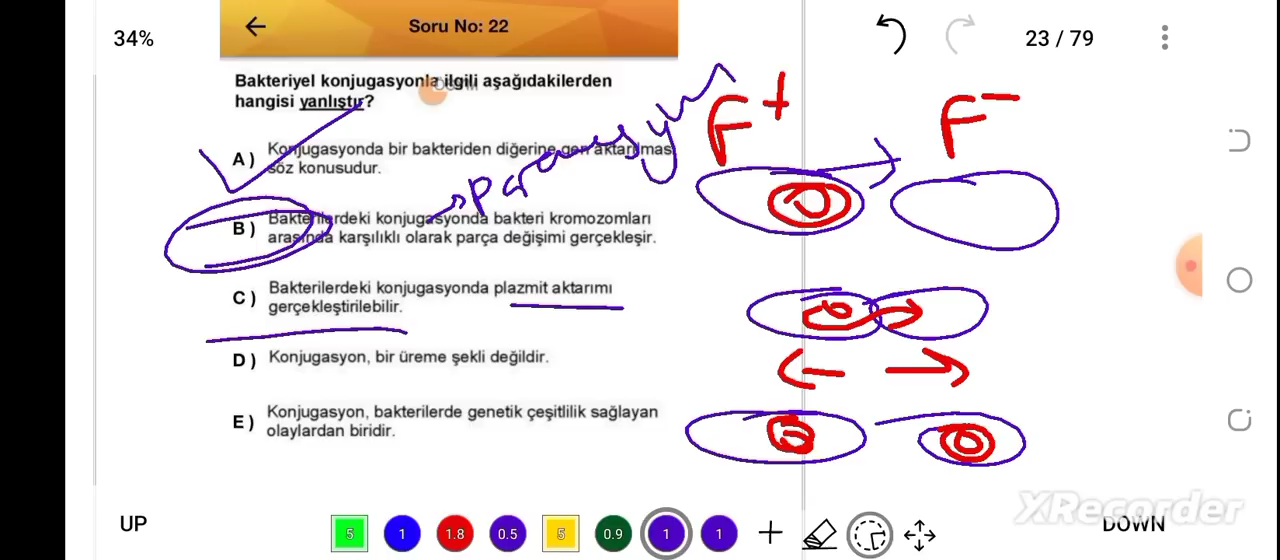 34%
Soru No: 22
23 / 79
Bakteriyel konjugasyonla ilgili aşağıdakilerden
hangisi yanlıştır?
A) Konjugasyonda bir bakteriden diğerine gen aktarılması
söz konusudur.
B) Bakterilerdeki konjugasyonda bakteri kromozomları
arasında karşılıklı olarak parça değişimi gerçekleşir.
C) Bakterilerdeki konjugasyonda plazmit aktarımı
gerçekleştirilebilir.
D) Konjugasyon, bir üreme şekli değildir.
E) Konjugasyon, bakterilerde genetik çeşitlilik sağlayan
olaylardan biridir.
F+ F-
UP
5 1 1.8 0.5 5 0.9 1 1
XRecorder
DOWN